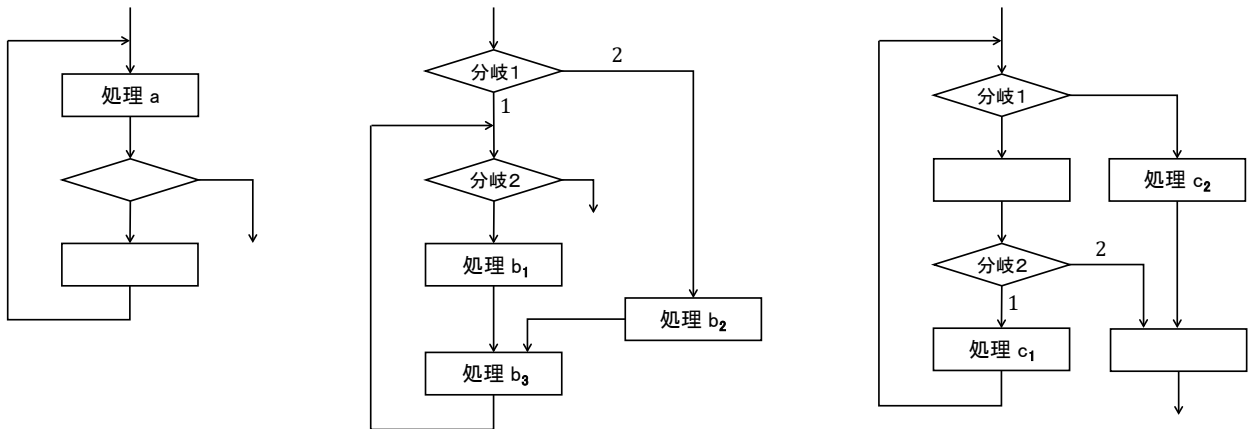 処理 a
分岐1
2
1
分岐2
処理 b₁
処理 b₂
処理 b₃
分岐1
処理 c₂
分岐2
2
1
処理 c₁